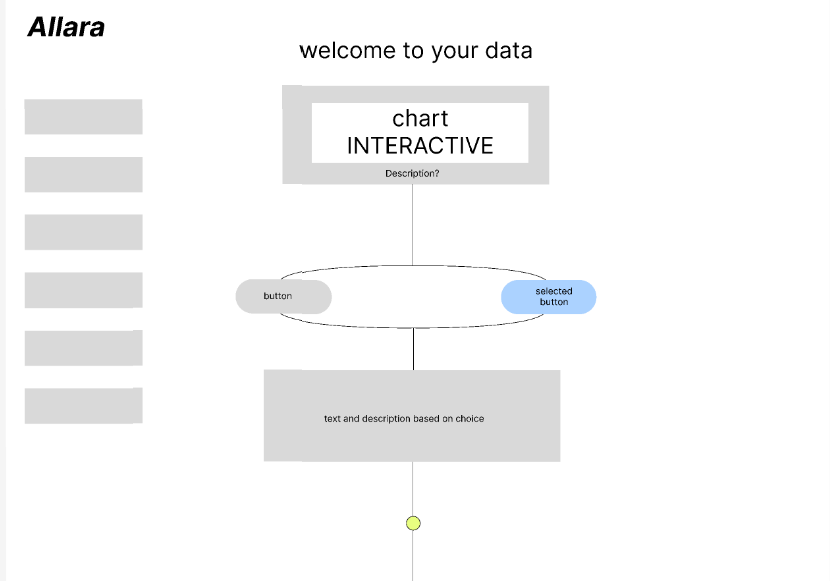 Allara
welcome to your data
chart
INTERACTIVE
Description?
button
selected
button
text and description based on choice